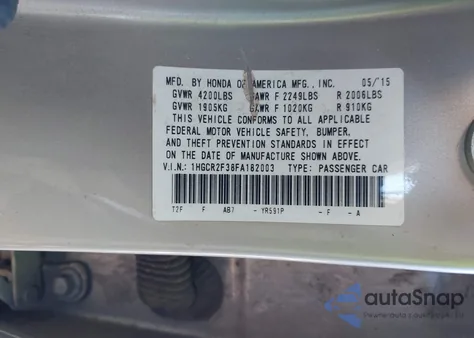 MFD. BY HONDA OF AMERICA MFG., INC. 05/15
GVWR 4200LBS GAWR F 2249LBS R 2006LBS
GVWR 1905KG GAWR F 1020KG R 910KG
THIS VEHICLE CONFORMS TO ALL APPLICABLE
FEDERAL MOTOR VEHICLE SAFETY, BUMPER,
AND THEFT PREVENTION STANDARDS IN EFFECT
ON THE DATE OF MANUFACTURE SHOWN ABOVE.
V.I.N.: 1HGCR2F38FA182003 TYPE: PASSENGER CAR
T2F F AB7 - YR591P - F - A
autoSnap